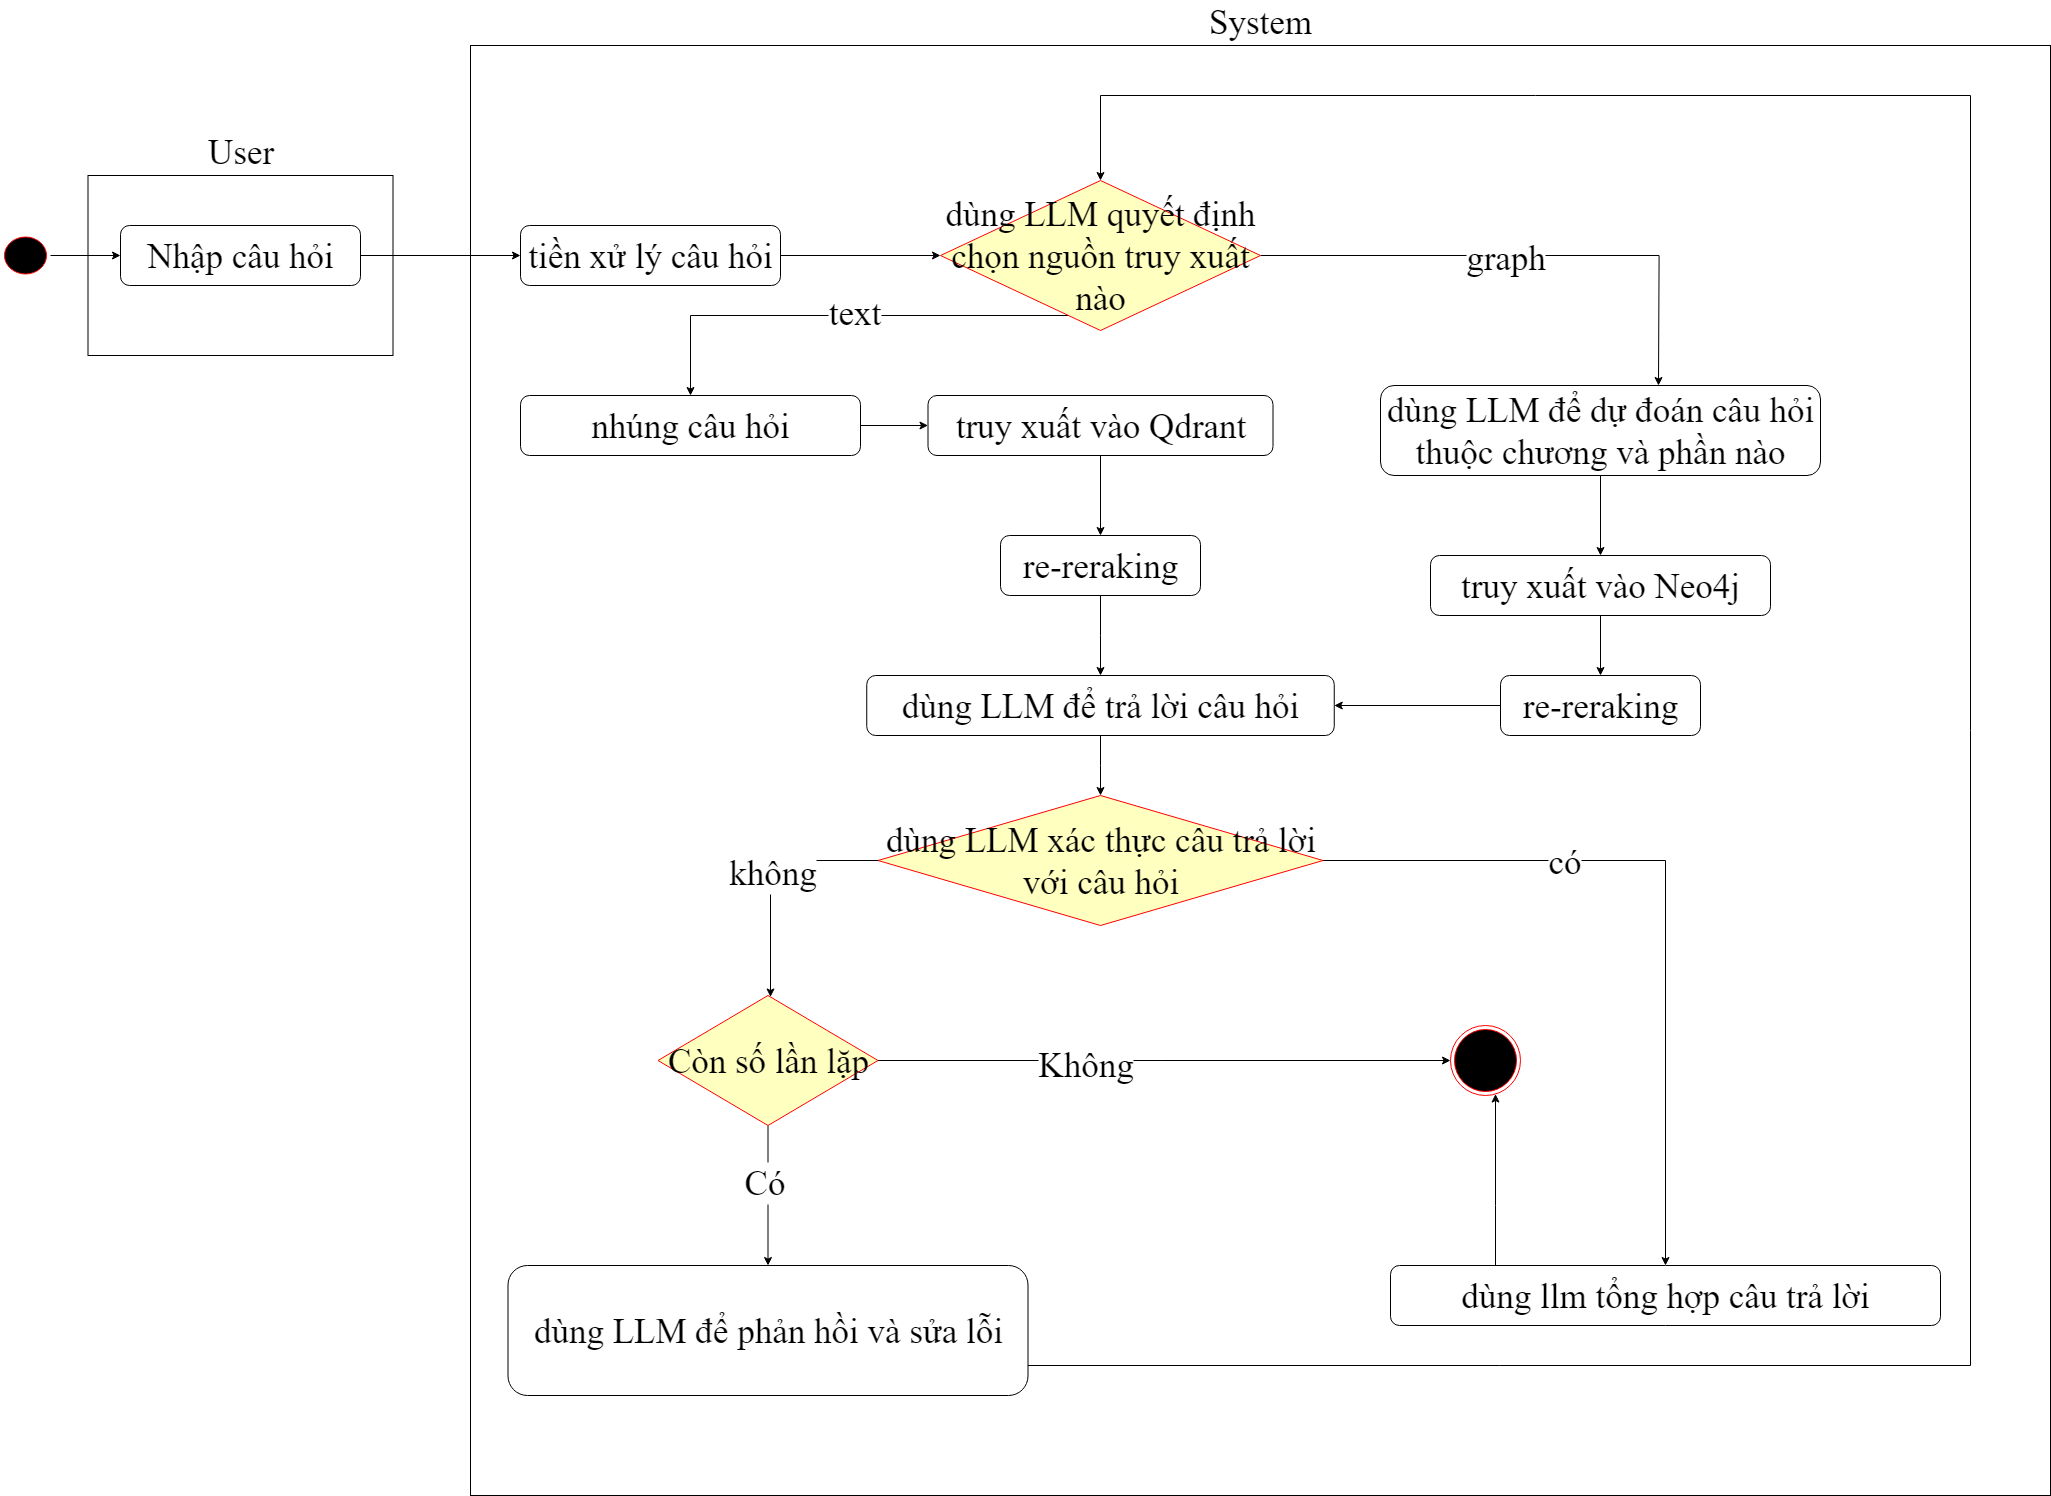 System
User
Nhập câu hỏi
tiền xử lý câu hỏi
dùng LLM quyết định
chọn nguồn truy xuất
nào
graph
text
nhúng câu hỏi
truy xuất vào Qdrant
dùng LLM để dự đoán câu hỏi
thuộc chương và phần nào
re-reraking
truy xuất vào Neo4j
dùng LLM để trả lời câu hỏi
re-reraking
dùng LLM xác thực câu trả lời
với câu hỏi
không
có
Còn số lần lặp
Không
Có
dùng LLM để phản hồi và sửa lỗi
dùng llm tổng hợp câu trả lời